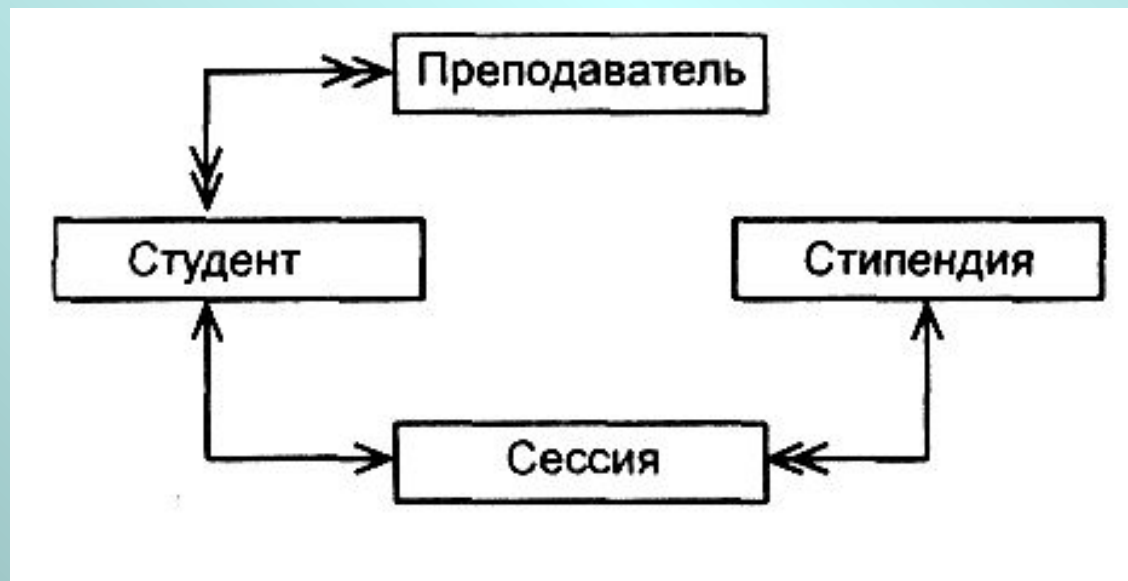 Преподаватель
Студент
Стипендия
Сессия